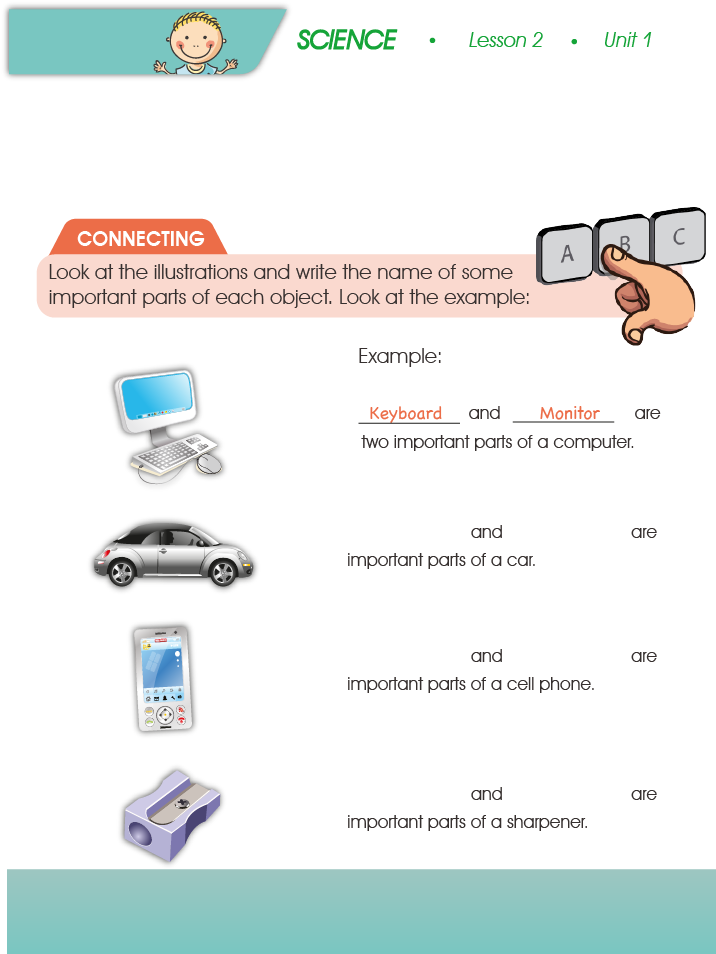 SCIENCE • Lesson 2 • Unit 1
CONNECTING
A B C
Look at the illustrations and write the name of some
important parts of each object. Look at the example:
Example:
Keyboard and Monitor are
two important parts of a computer.
and are
important parts of a car.
and are
important parts of a cell phone.
and are
important parts of a sharpener.